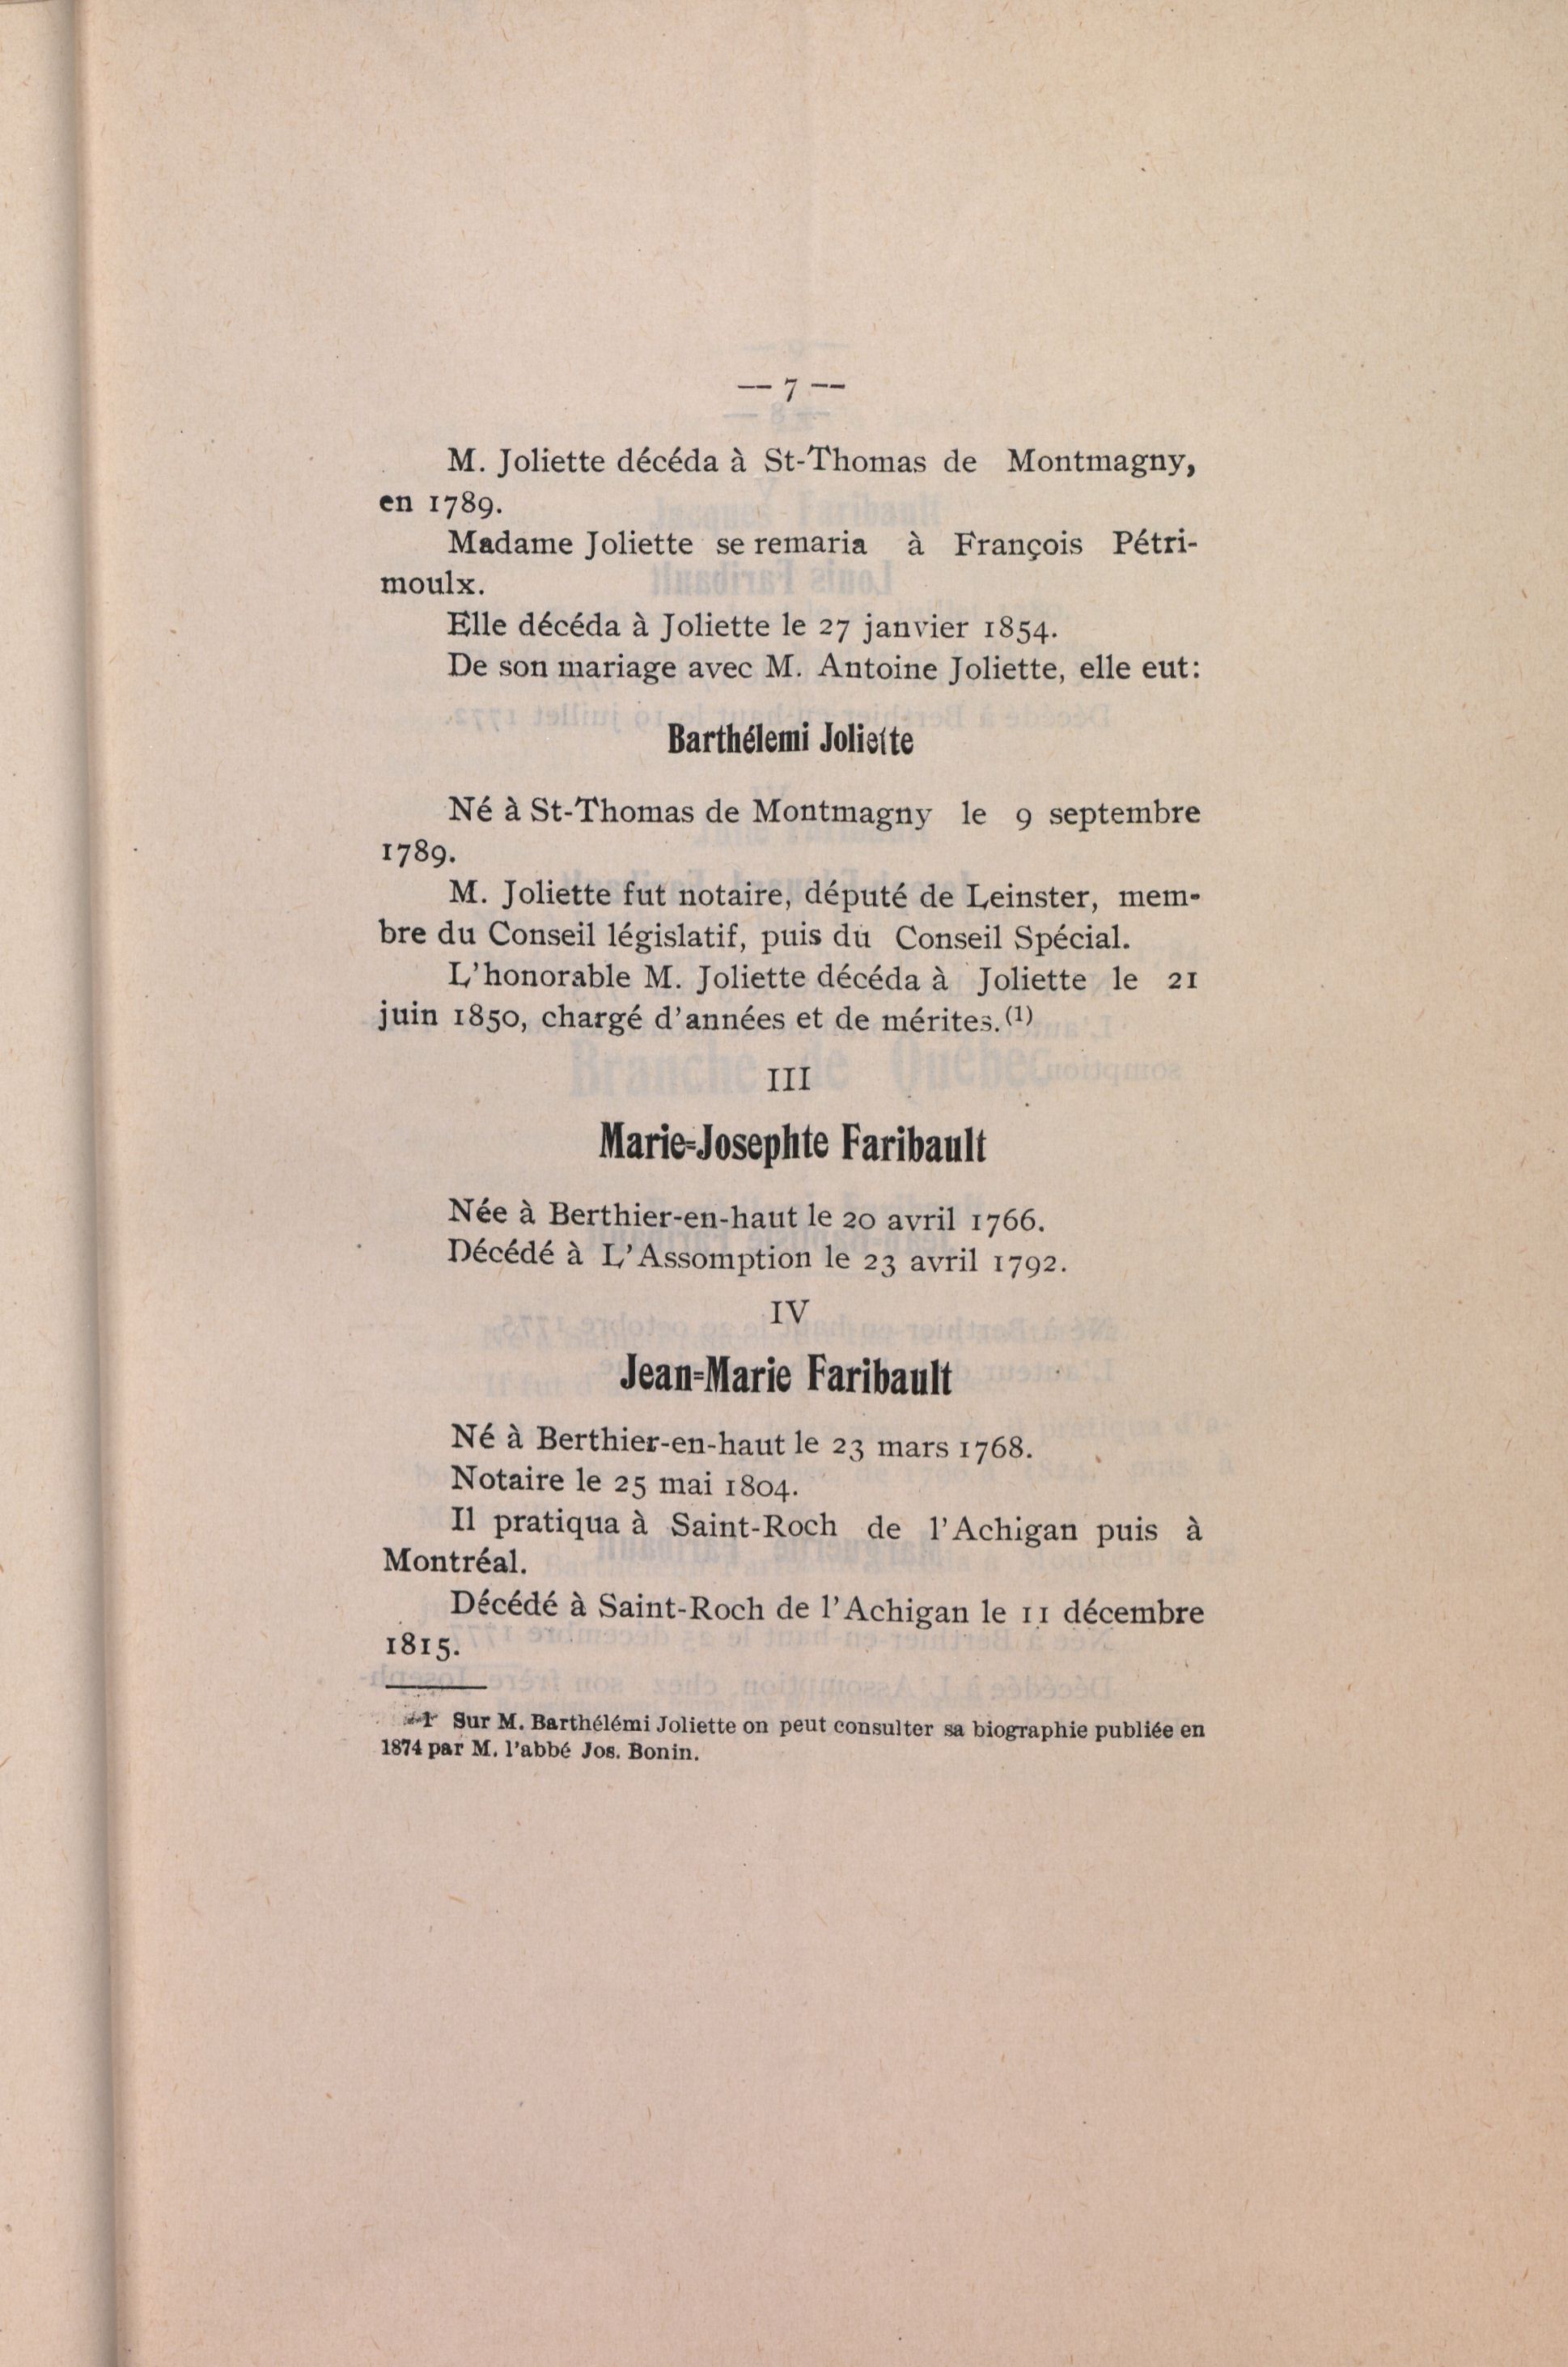 — 7 —
M. Joliette décéda à St-Thomas de Montmagny,
en 1789.
Madame Joliette se remaria à François Pétri-
moulx.
Elle décéda à Joliette le 27 janvier 1854.
De son mariage avec M. Antoine Joliette, elle eut:
Barthélemi Joliette
Né à St-Thomas de Montmagny le 9 septembre
1789.
M. Joliette fut notaire, député de Leinster, mem-
bre du Conseil législatif, puis du Conseil Spécial.
L'honorable M. Joliette décéda à Joliette le 21
juin 1850, chargé d'années et de mérites.(1)
III
Marie-Josephte Faribault
Née à Berthier-en-haut le 20 avril 1766.
Décédé à L'Assomption le 23 avril 1792.
IV
Jean-Marie Faribault
Né à Berthier-en-haut le 23 mars 1768.
Notaire le 25 mai 1804.
Il pratiqua à Saint-Roch de l'Achigan puis à
Montréal.
Décédé à Saint-Roch de l'Achigan le 11 décembre
1815.
1 Sur M. Barthélémi Joliette on peut consulter sa biographie publiée en
1874 par M. l'abbé Jos. Bonin.